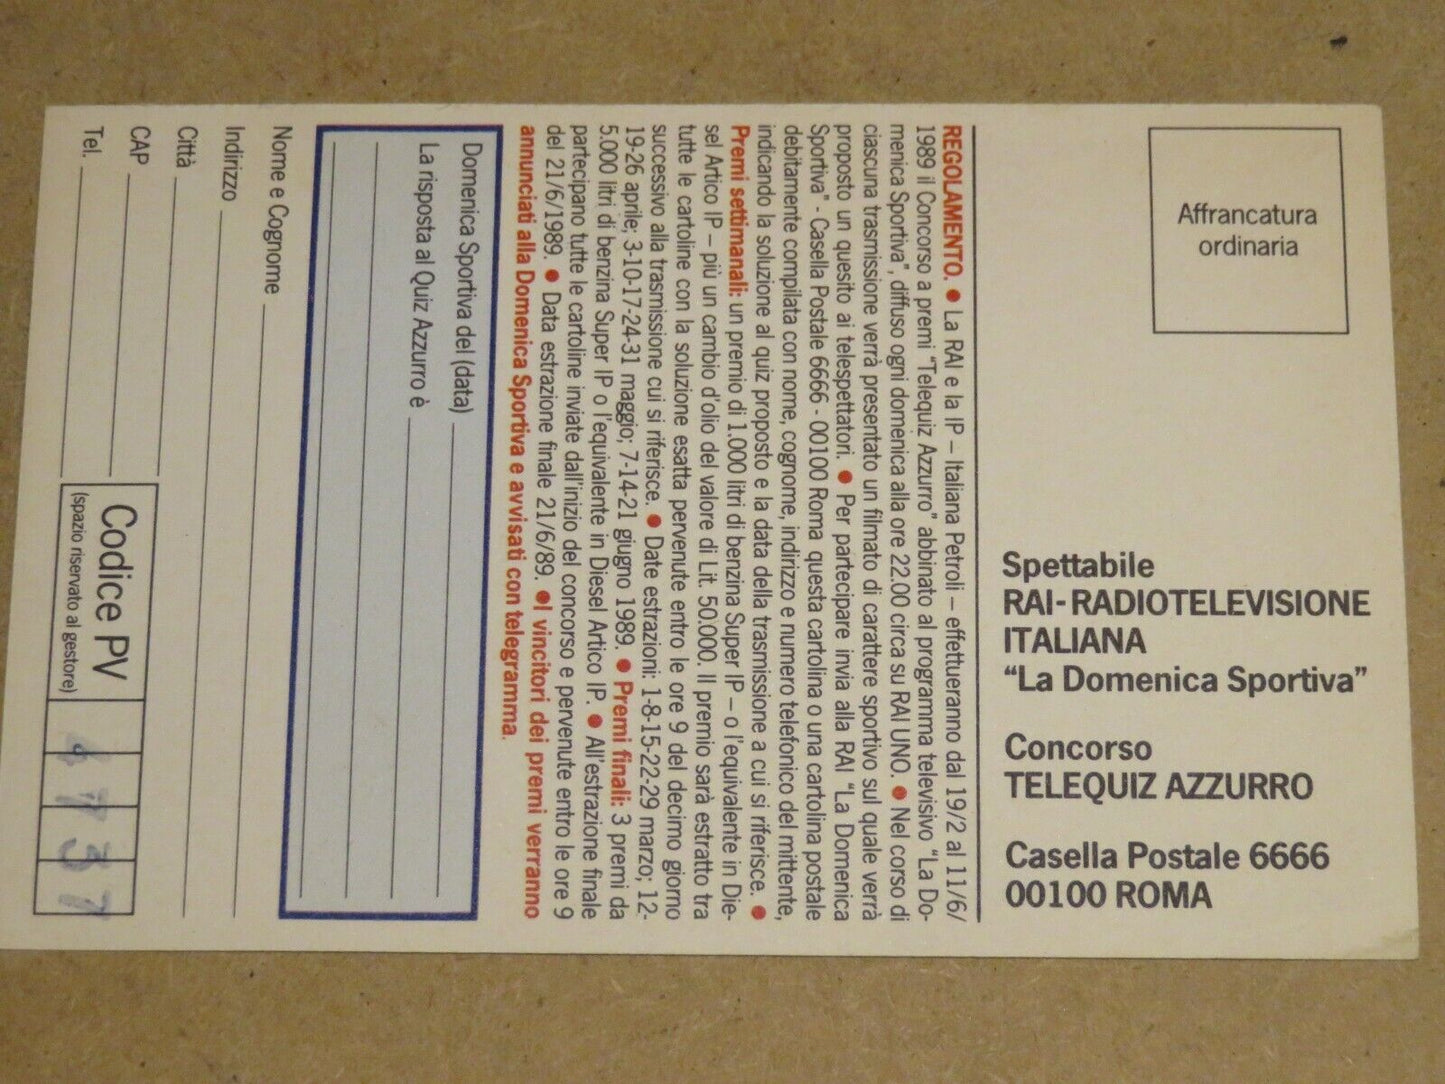 Affrancatura
ordinaria
Spettabile
RAI-RADIOTELEVISIONE
ITALIANA
“La Domenica Sportiva”
Concorso
TELEQUIZ AZZURRO
Casella Postale 6666
00100 ROMA
REGOLAMENTO. ● La RAI e la IP – Italiana Petroli – effettueranno dal 19/2 al 11/6/
1989 il Concorso a premi “Telequiz Azzurro” abbinato al programma televisivo “La Do-
menica Sportiva”, diffuso ogni domenica alla ore 22.00 circa su RAI UNO. ● Nel corso di
ciascuna trasmissione verrà presentato un filmato di carattere sportivo sul quale verrà
proposto un quesito ai telespettatori. ● Per partecipare invia alla RAI “La Domenica
Sportiva” - Casella Postale 6666 - 00100 Roma questa cartolina o una cartolina postale
debitamente compilata con nome, cognome, indirizzo e numero telefonico del mittente,
indicando la soluzione al quiz proposto e la data della trasmissione a cui si riferisce. ●
Premi settimanali: un premio di 1.000 litri di benzina Super IP – o l'equivalente in Die-
sel Artico IP – più un cambio d'olio del valore di Lit. 50.000. Il premio sarà estratto tra
tutte le cartoline con la soluzione esatta pervenute entro le ore 9 del decimo giorno
successivo alla trasmissione cui si riferisce. ● Date estrazioni: 1-8-15-22-29 marzo; 12-
19-26 aprile; 3-10-17-24-31 maggio; 7-14-21 giugno 1989. ● Premi finali: 3 premi da
5.000 litri di benzina Super IP o l'equivalente in Diesel Artico IP. ● All'estrazione finale
partecipano tutte le cartoline inviate dall'inizio del concorso e pervenute entro le ore 9
del 21/6/1989. ● Data estrazione finale 21/6/89. ● I vincitori dei premi verranno
annunciati alla Domenica Sportiva e avvisati con telegramma.
Domenica Sportiva del (data)
La risposta al Quiz Azzurro è
Nome e Cognome
Indirizzo
Città
CAP
Tel.
Codice PV
(spazio riservato al gestore)
4 7 3 7